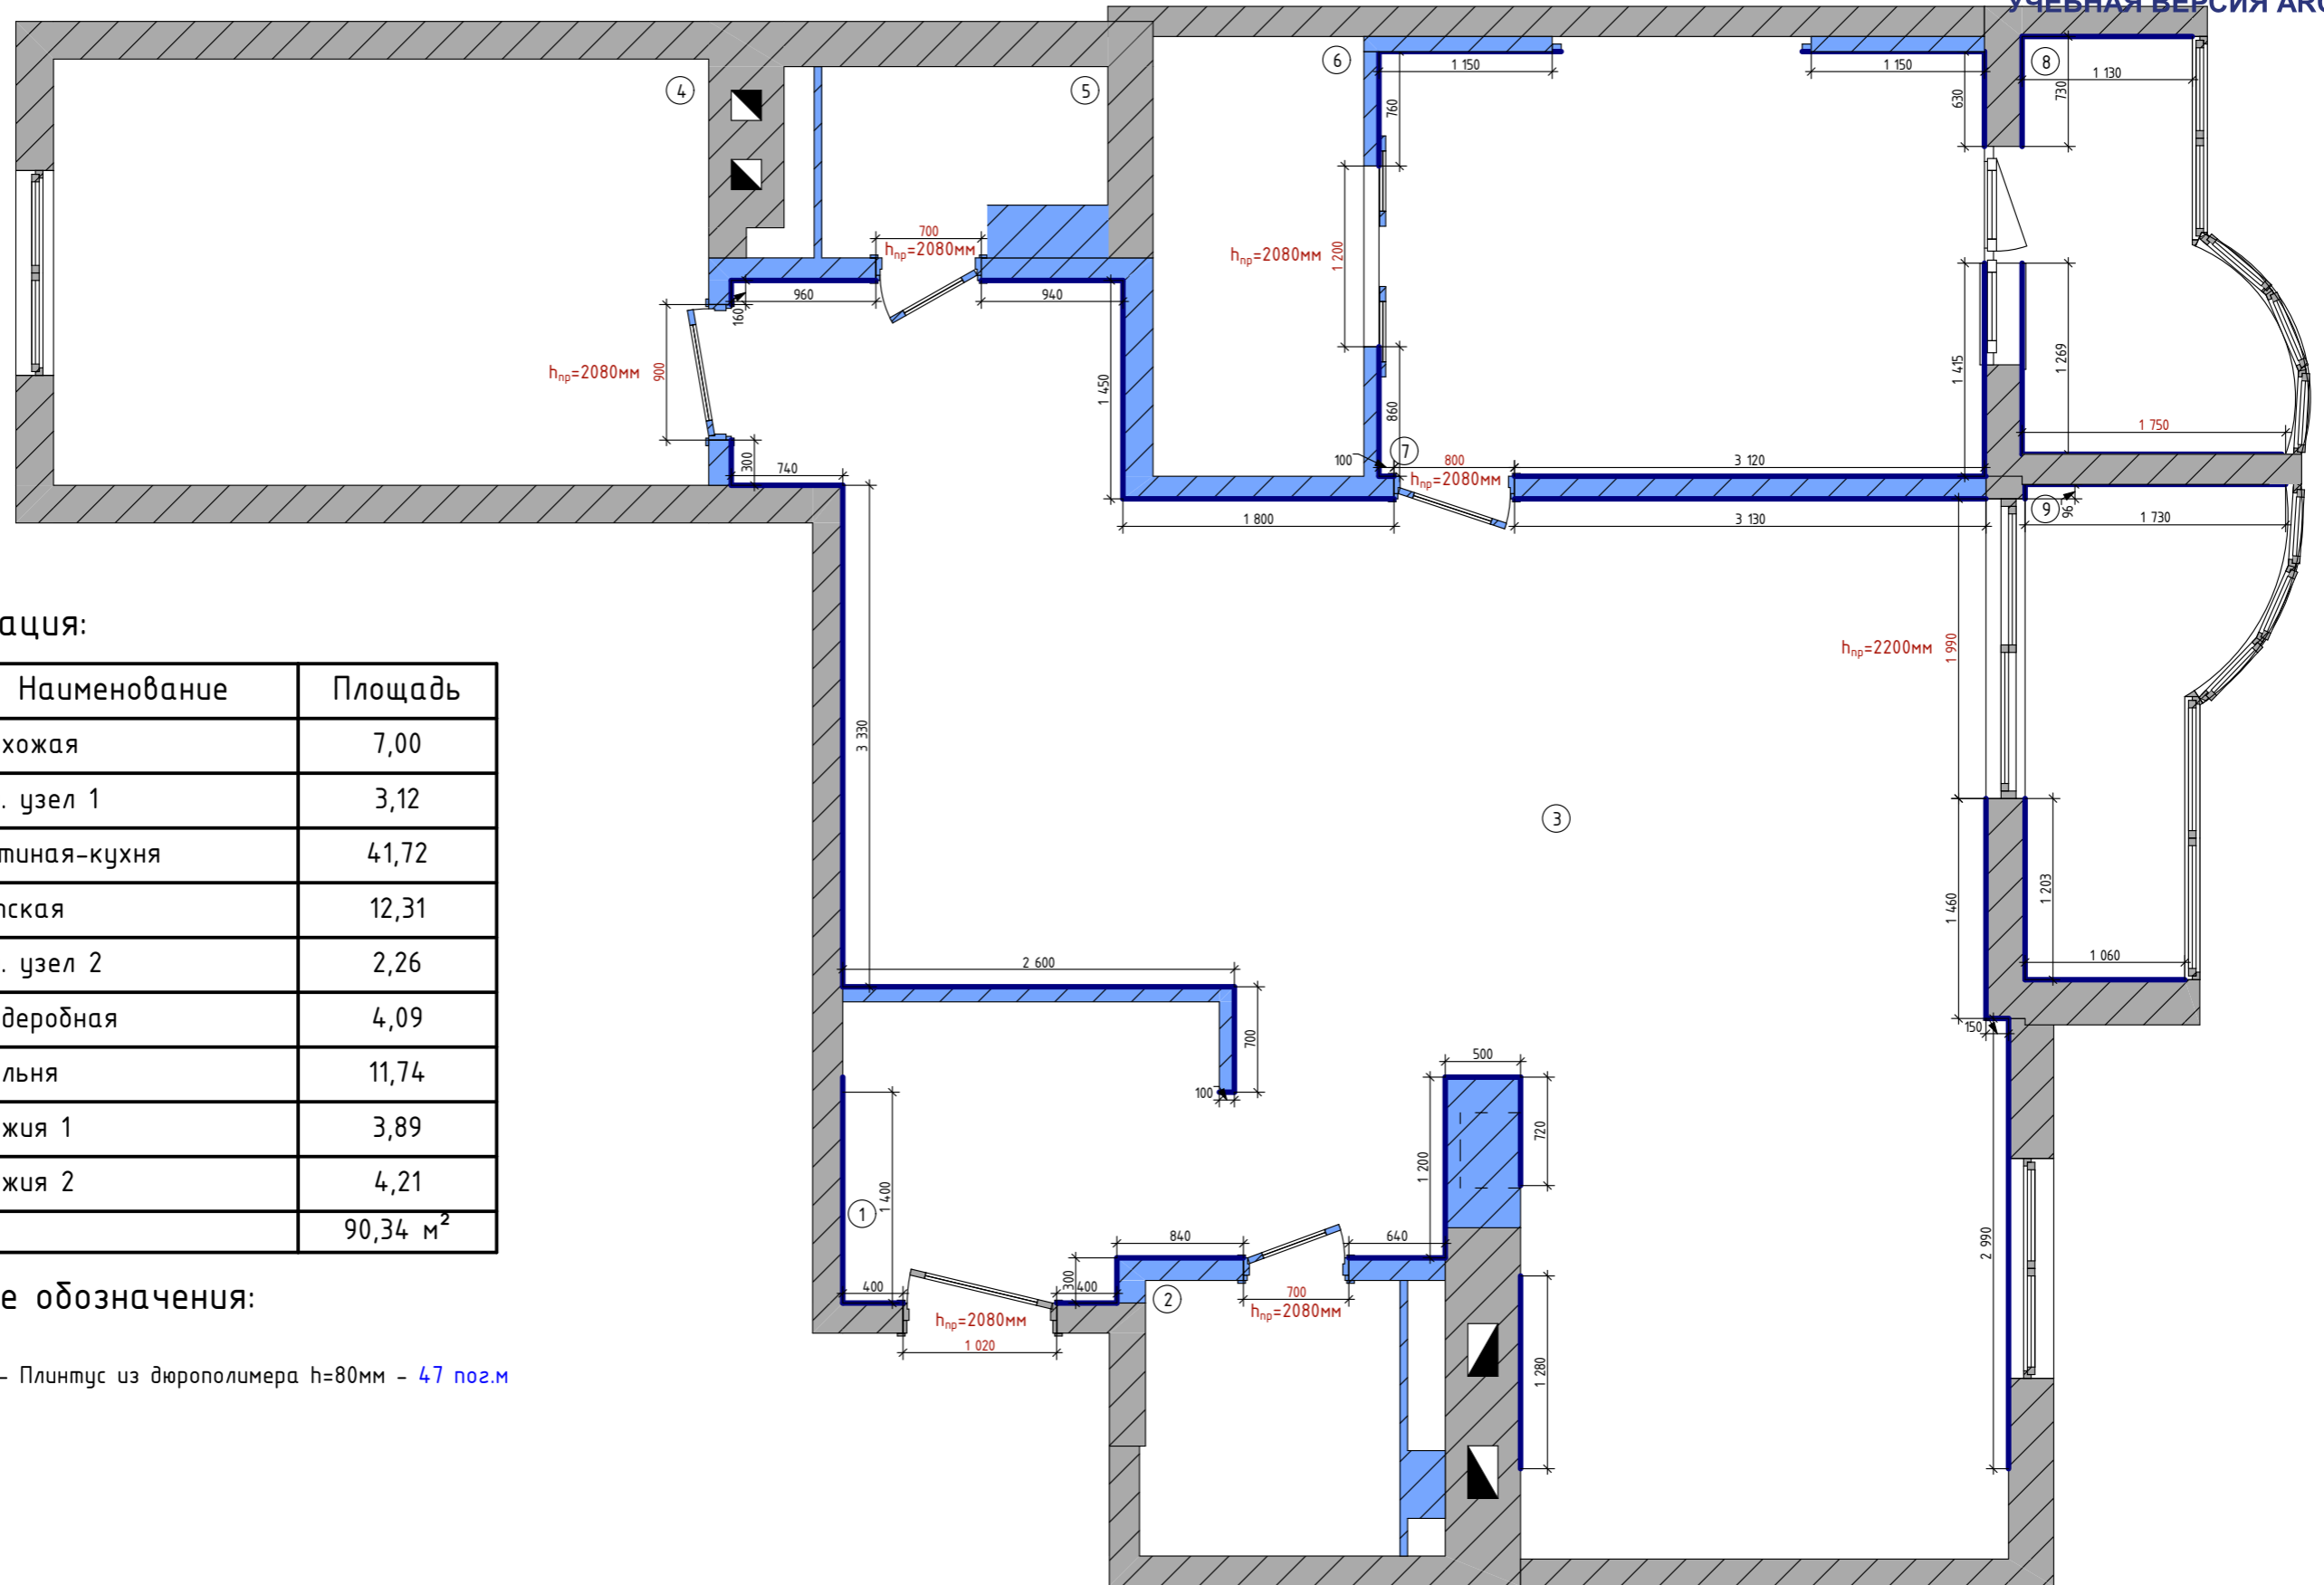 УЧЕБНАЯ ВЕРСИЯ ARC
4
5
6
1 150
1 150
8
1 130
760
630
730
700
hпр=2080мм
hпр=2080мм
1 200
960
940
160
hпр=2080мм
900
1 450
860
1 415
1 269
1 750
300
740
100
7
800
hпр=2080мм
3 120
1 800
3 130
9
96
1 730
ация:
Наименование
Площадь
хожая
7,00
. узел 1
3,12
тиная-кухня
41,72
тская
12,31
. узел 2
2,26
деробная
4,09
льня
11,74
жия 1
3,89
жия 2
4,21
90,34 м²
hпр=2200мм
1 990
3 330
3
1 203
1 460
1 060
2 600
700
150
100
500
720
1 200
1 400
1
840
640
2 990
400
300
400
2
hпр=2080мм
1 020
700
hпр=2080мм
1 280
е обозначения:
– Плинтус из дюрополимера h=80мм – 47 пог.м